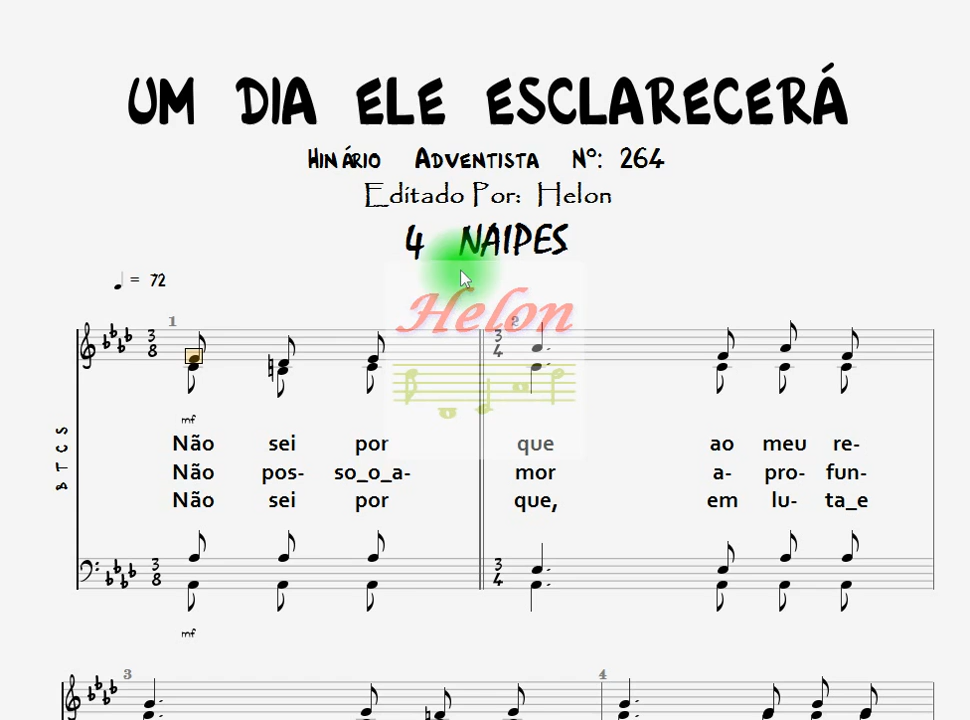 UM DIA ELE ESCLARECERÁ
HINÁRIO ADVENTISTA Nº: 264
Editado Por: Helon
4 NAIPES
= 72
Helon
1
2
3
8
3
4
mf
B T C S
Não sei por que ao meu re-
Não pos- so_o_a- mor a- pro- fun-
Não sei por que, em lu- ta_e
3
8
3
4
mf
3
4